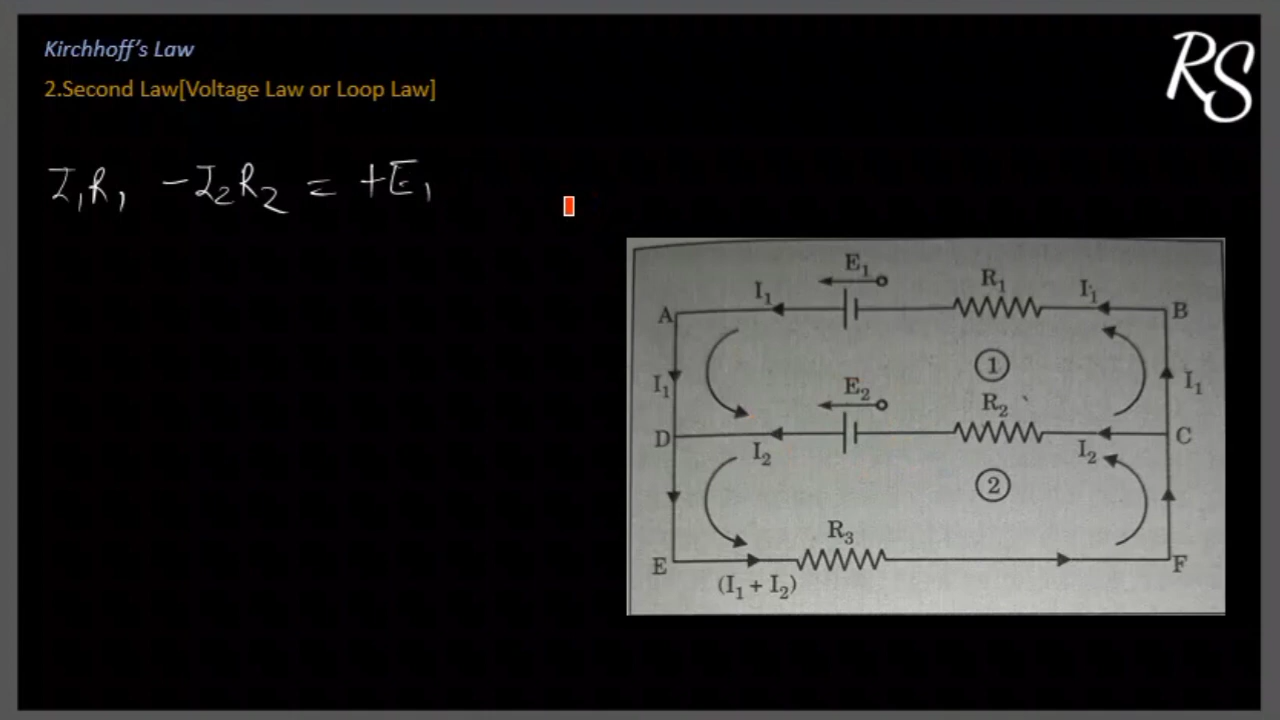 Kirchhoff's Law
RS
2.Second Law[Voltage Law or Loop Law]
I₁R₁ -I₂R₂ = +E₁
E₁
I₁ R₁ I₁
A B
①
I₁ E₂ I₁
R₂
D C
I₂ I₂
②
R₃
E F
(I₁ + I₂)